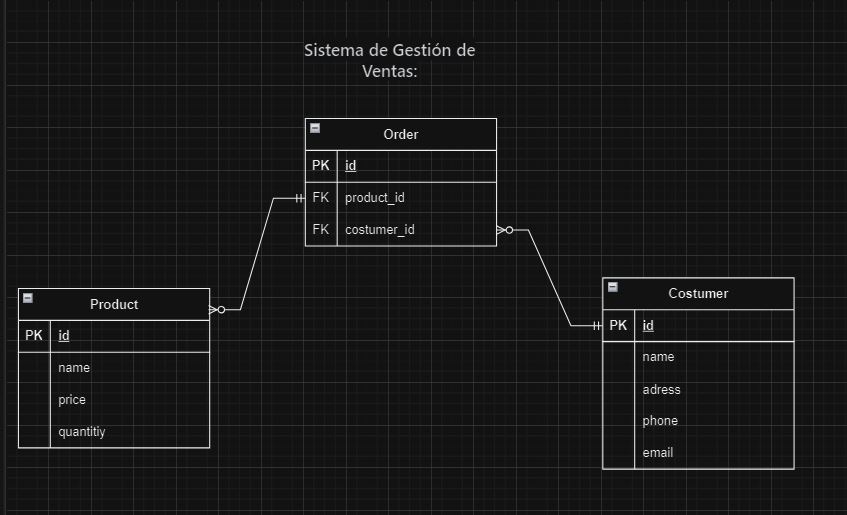 Sistema de Gestión de
Ventas:
Order
PK id
FK product_id
FK costumer_id
Product
PK id
name
price
quantitiy
Costumer
PK id
name
adress
phone
email